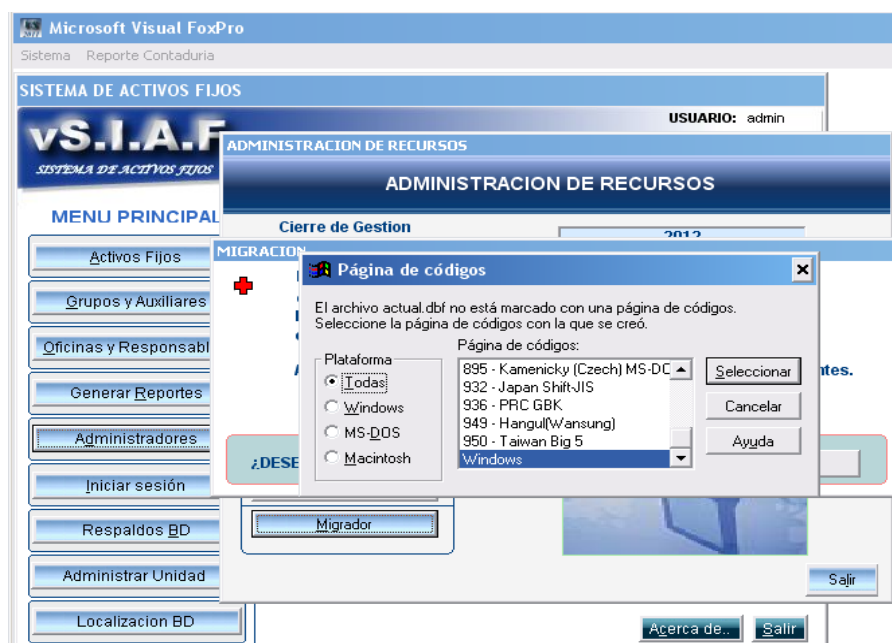 Microsoft Visual FoxPro
Sistema Reporte Contaduria
SISTEMA DE ACTIVOS FIJOS
USUARIO: admin
vS.I.A.F
SISTEMA DE ACTIVOS FIJOS
ADMINISTRACION DE RECURSOS
ADMINISTRACION DE RECURSOS
MENU PRINCIPAL
Cierre de Gestion
2012
MIGRACION
Activos Fijos
Grupos y Auxiliares
Oficinas y Responsabl
Generar Reportes
Administradores
Iniciar sesión
Respaldos BD
Administrar Unidad
Localizacion BD
Página de códigos
El archivo actual.dbf no está marcado con una página de códigos.
Seleccione la página de códigos con la que se creó.
Plataforma
Todas
Windows
MS-DOS
Macintosh
Página de códigos:
895 - Kamenicky (Czech) MS-DC
932 - Japan Shift-JIS
936 - PRC GBK
949 - Hangul(Wansung)
950 - Taiwan Big 5
Windows
Seleccionar
Cancelar
Ayuda
ntes.
¿DESE
Migrador
Salir
Acerca de..
Salir